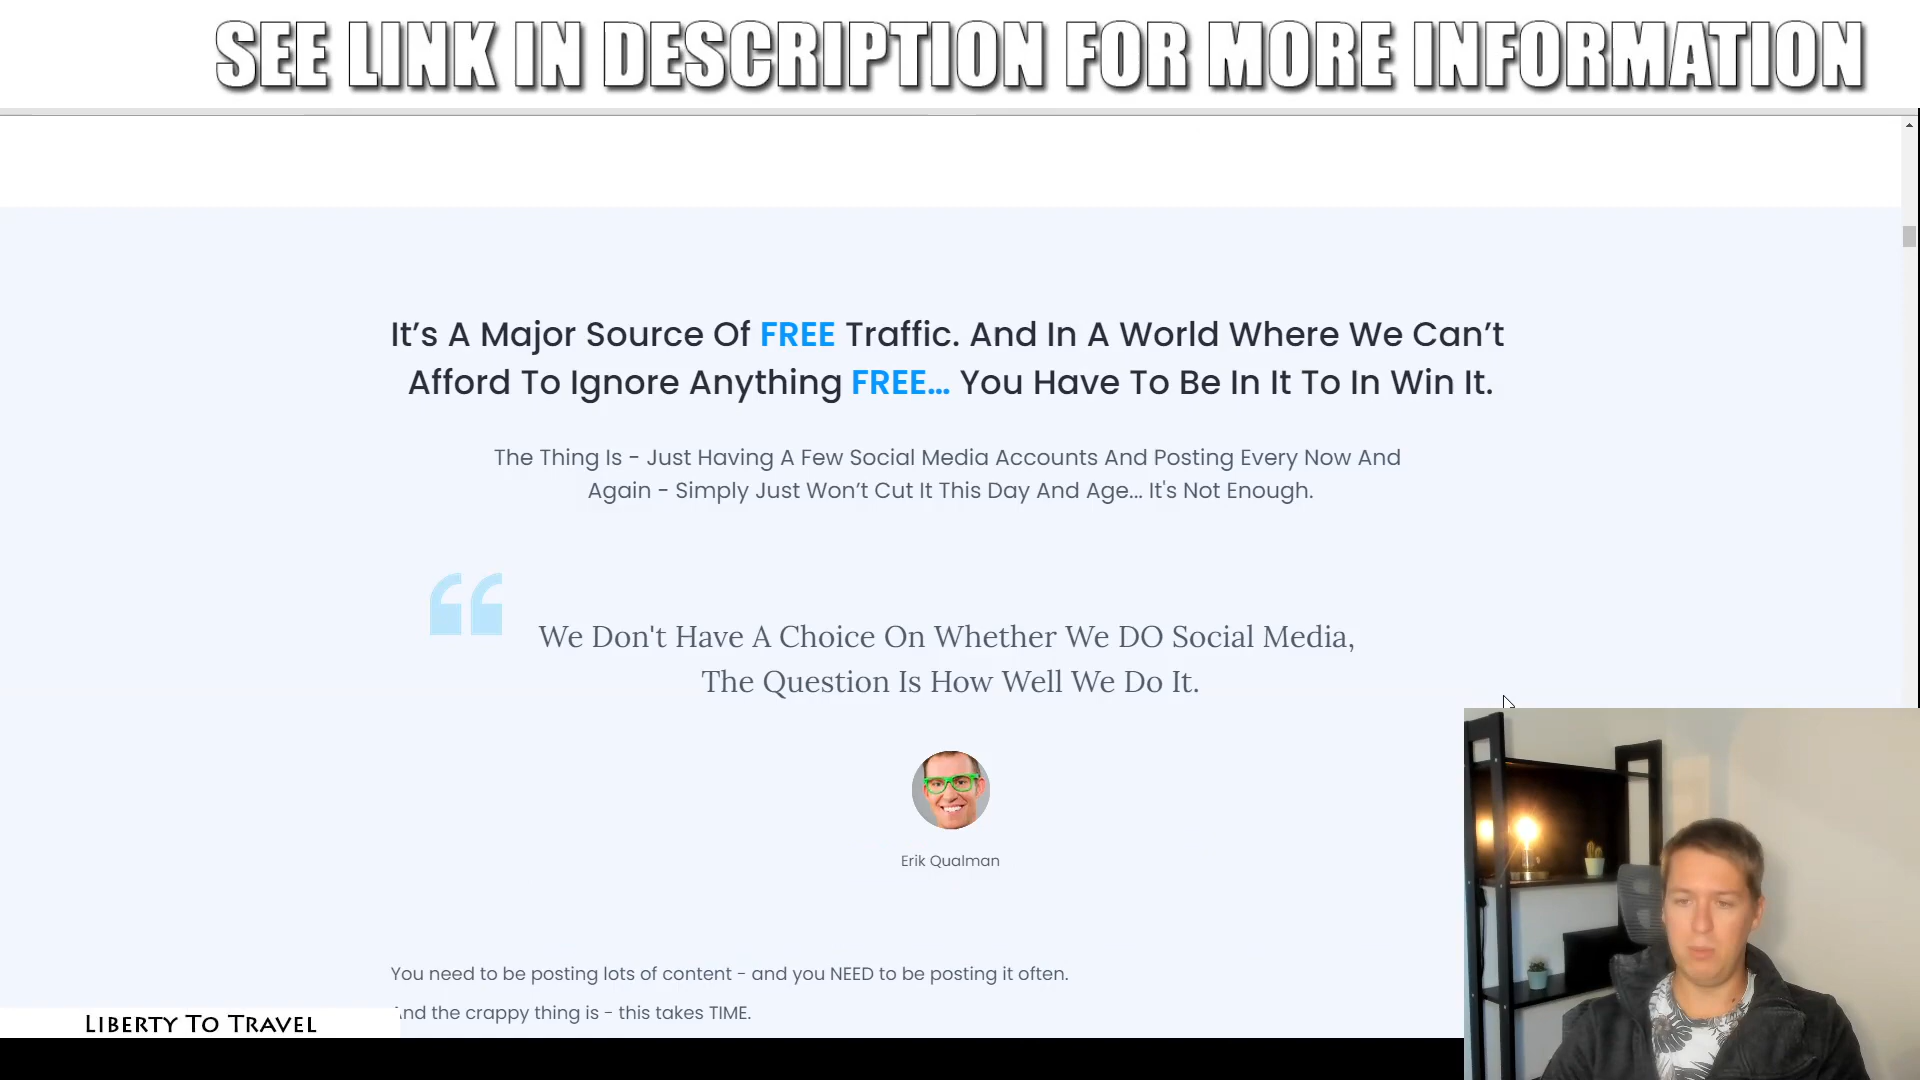 SEE LINK IN DESCRIPTION FOR MORE INFORMATION
It’s A Major Source Of FREE Traffic. And In A World Where We Can’t
Afford To Ignore Anything FREE... You Have To Be In It To In Win It.
The Thing Is - Just Having A Few Social Media Accounts And Posting Every Now And
Again - Simply Just Won’t Cut It This Day And Age... It's Not Enough.
“
We Don't Have A Choice On Whether We DO Social Media,
The Question Is How Well We Do It.
Erik Qualman
You need to be posting lots of content - and you NEED to be posting it often.
And the crappy thing is - this takes TIME.
LIBERTY TO TRAVEL